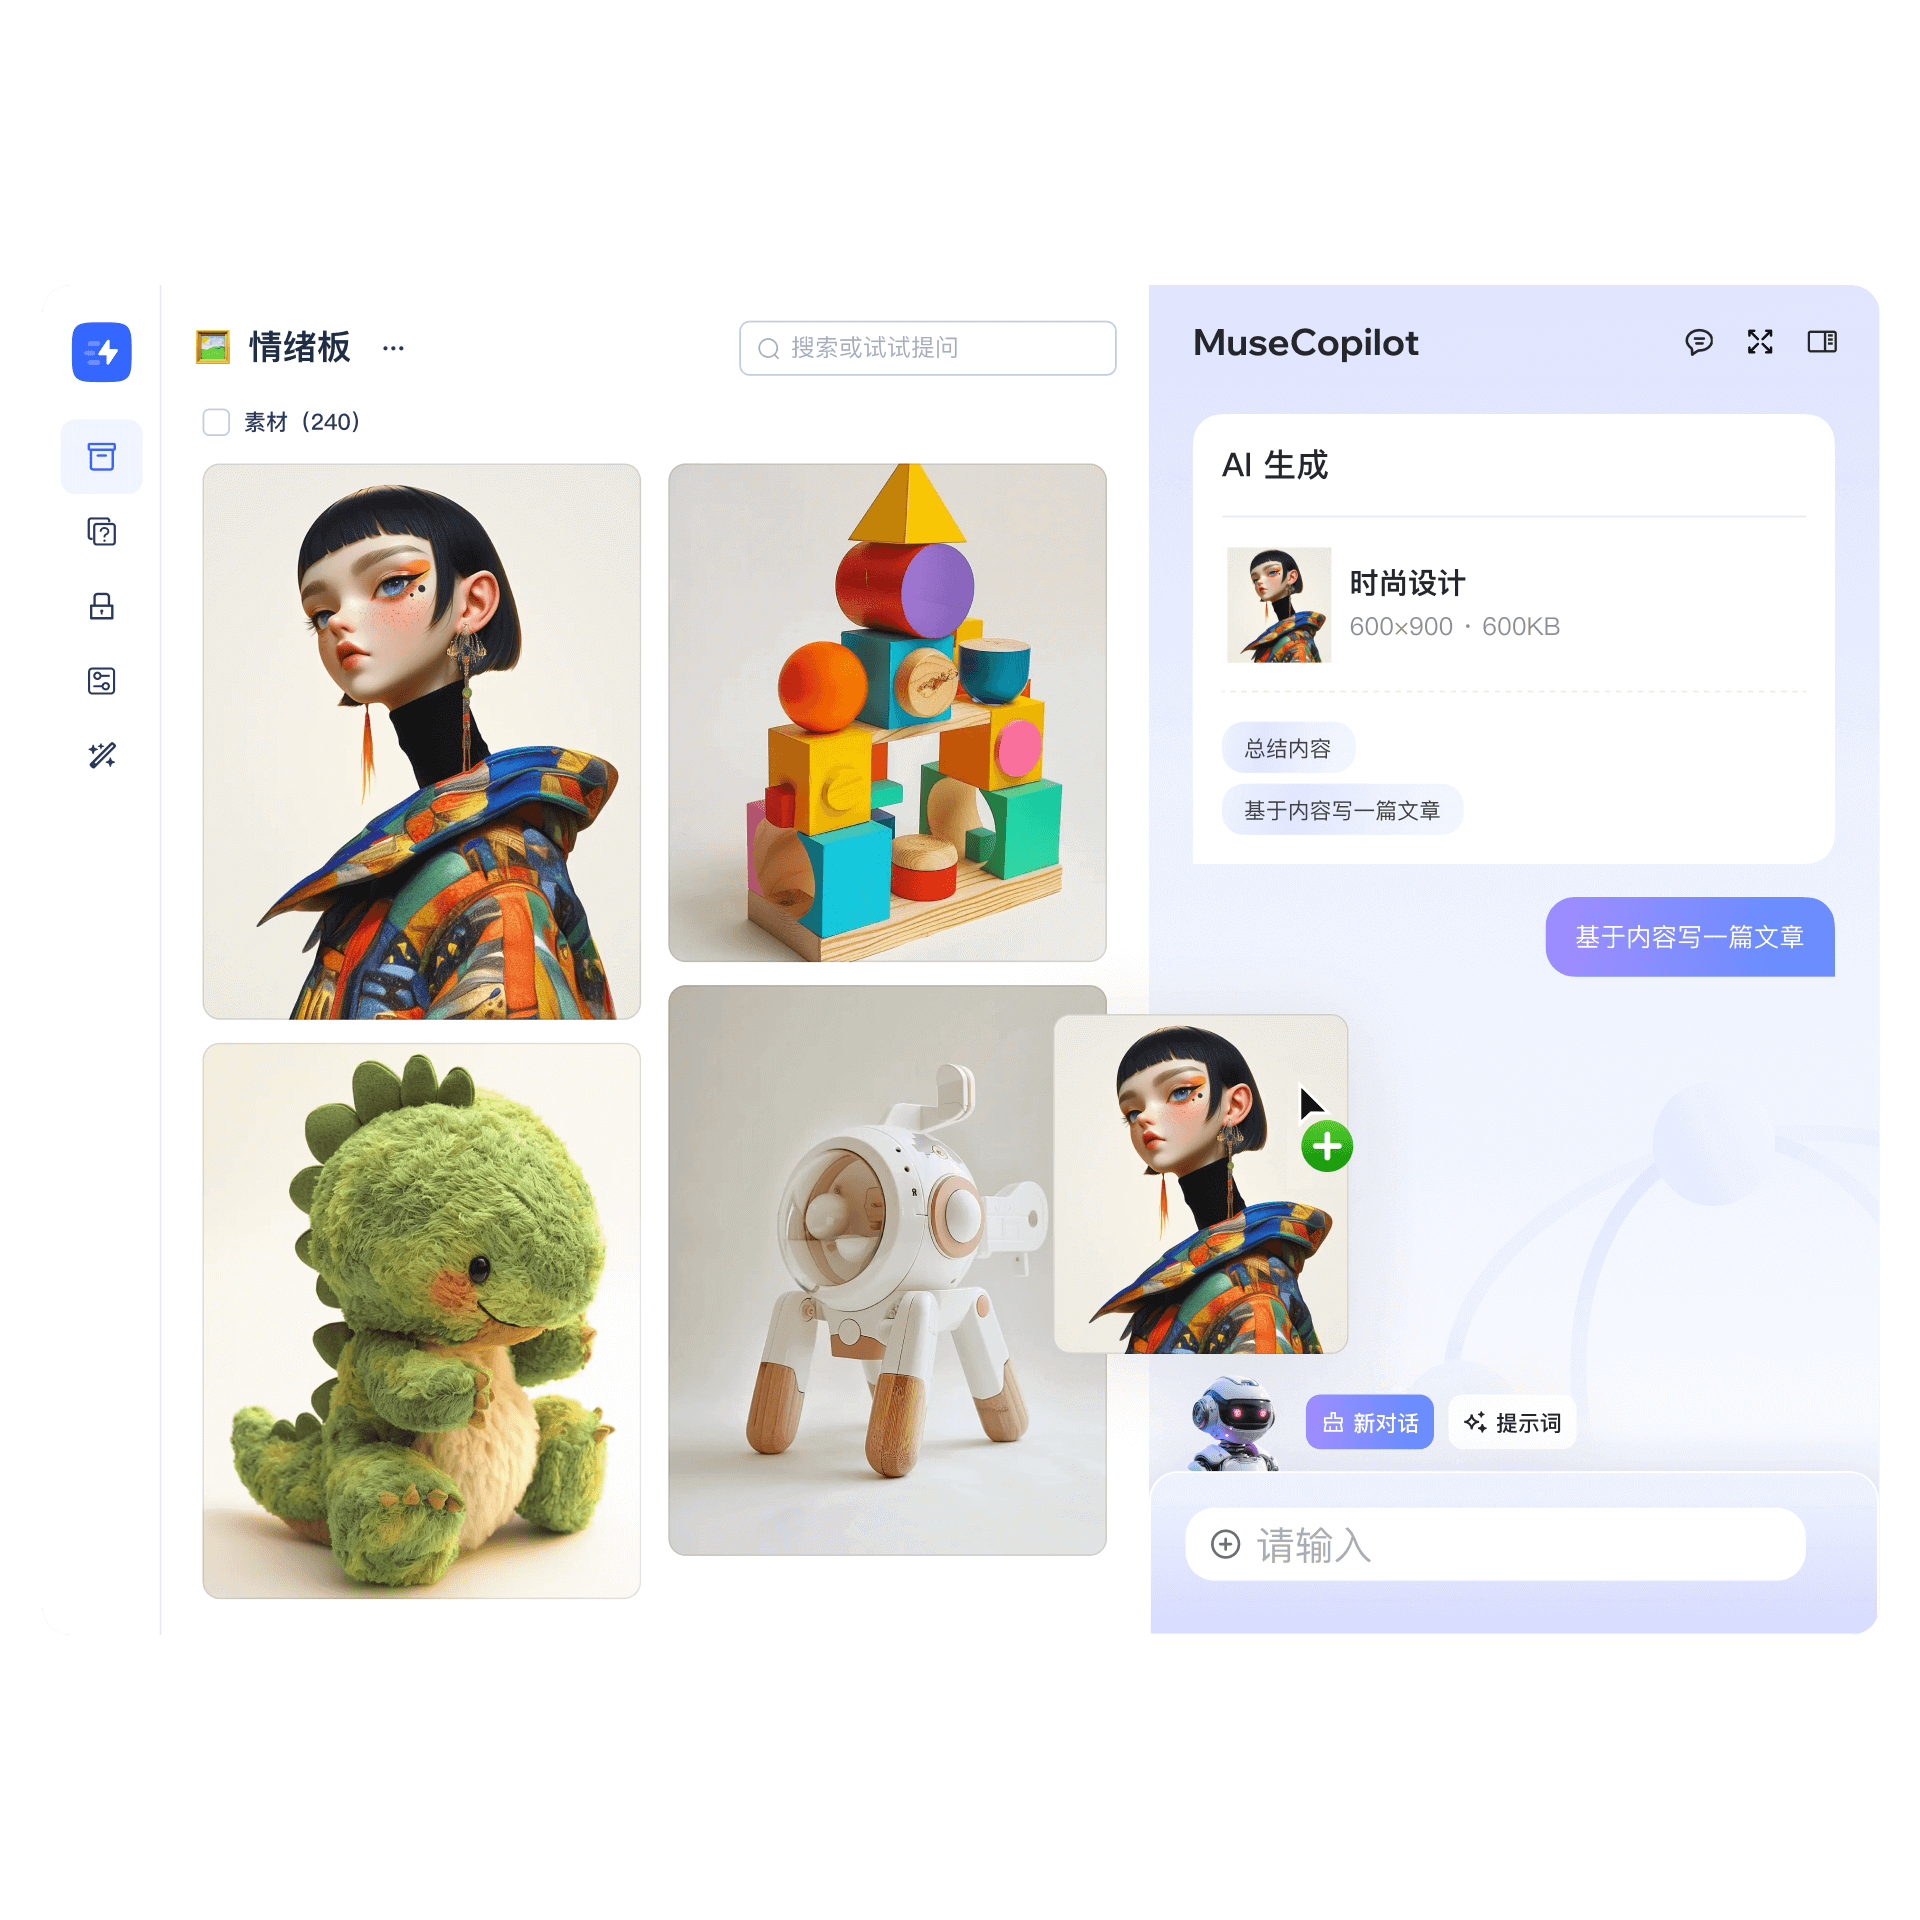 情绪板
搜索或试试提问
素材（240）
MuseCopilot
AI 生成
时尚设计
600×900 · 600KB
总结内容
基于内容写一篇文章
基于内容写一篇文章
新对话
提示词
请输入